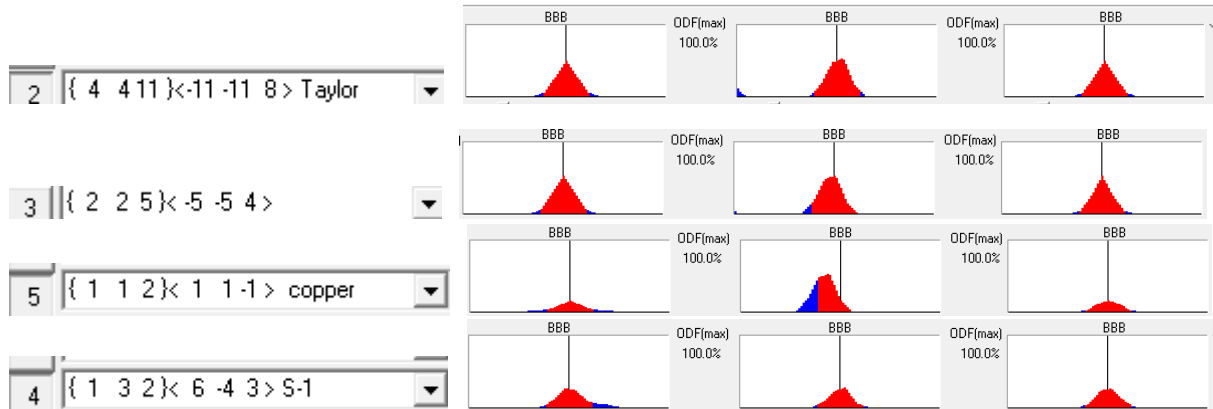 BBB ODF(max) BBB ODF(max) BBB
100.0% 100.0%
2 { 4 4 11 }<-11 -11 8 > Taylor
BBB ODF(max) BBB ODF(max) BBB
100.0% 100.0%
3 { 2 2 5 }< -5 -5 4 >
BBB ODF(max) BBB ODF(max) BBB
100.0% 100.0%
5 { 1 1 2 }< 1 1 -1 > copper
BBB ODF(max) BBB ODF(max) BBB
100.0% 100.0%
4 { 1 3 2 }< 6 -4 3 > S-1